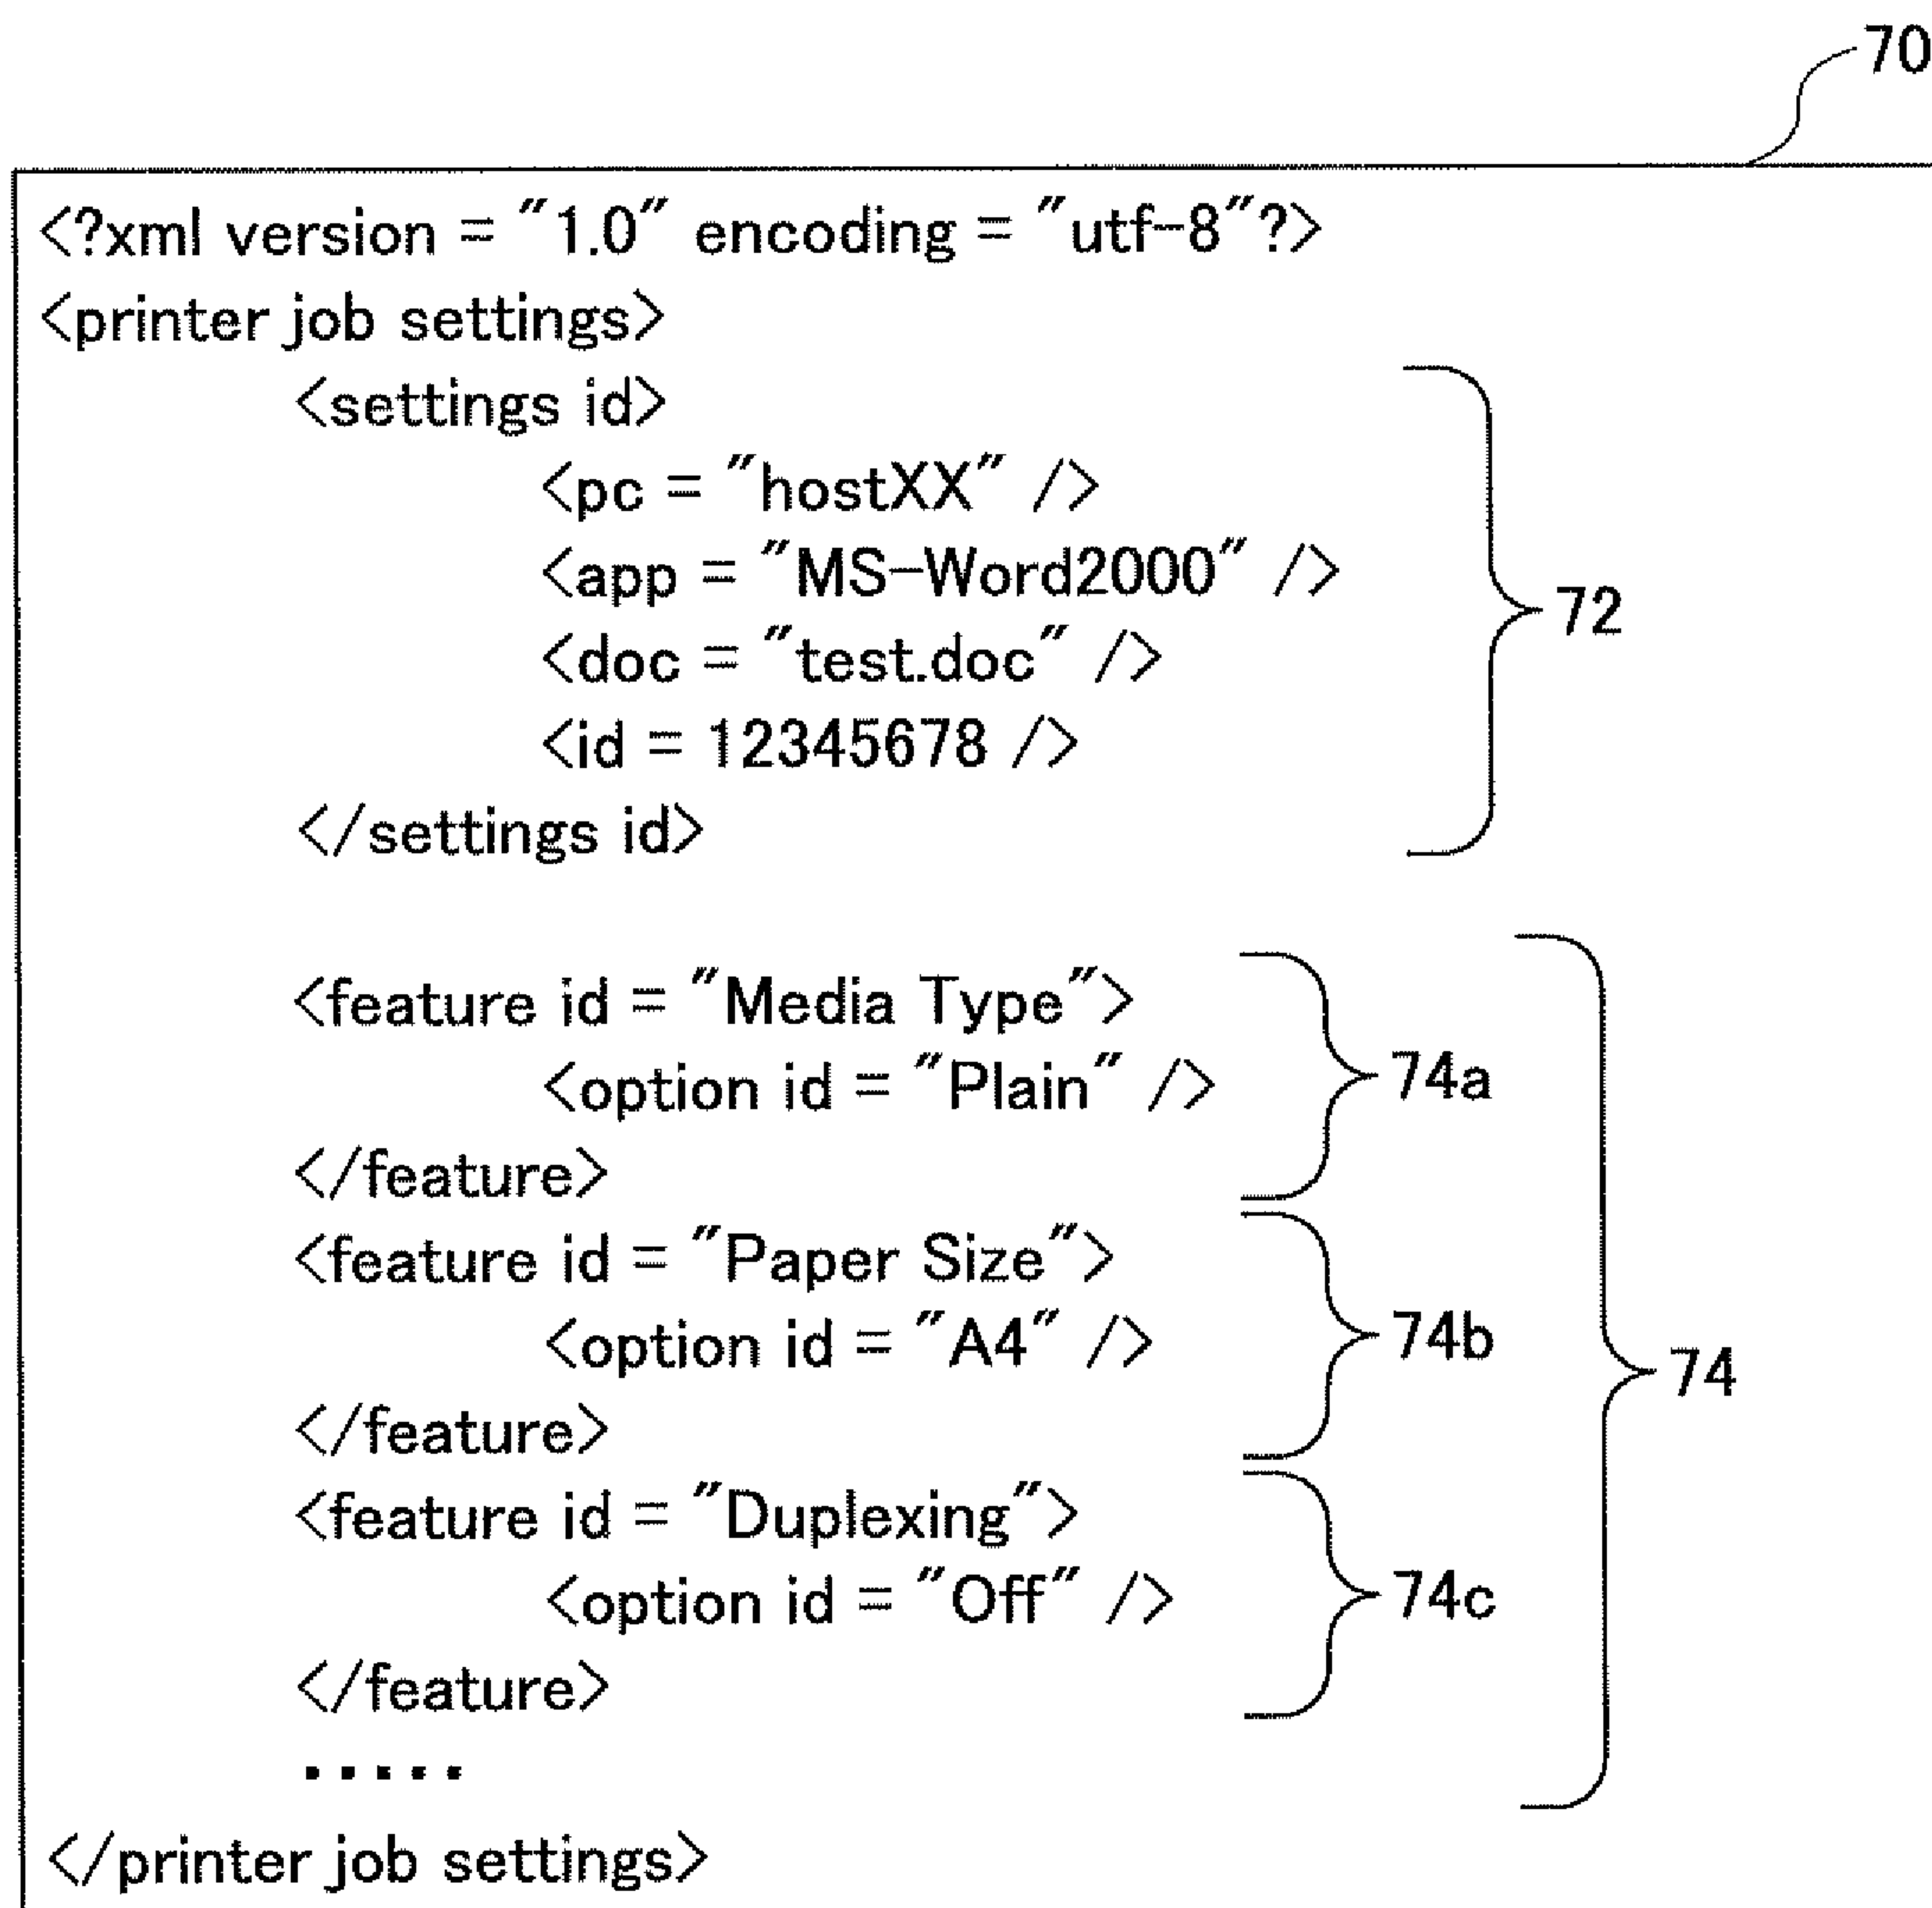 70
<?xml version = "1.0" encoding = "utf-8"?>
<printer job settings>
<settings id>
<pc = "hostXX" />
<app = "MS-Word2000" />
<doc = "test.doc" />
<id = 12345678 />
</settings id>
72
<feature id = "Media Type">
<option id = "Plain" />
</feature>
74a
<feature id = "Paper Size">
<option id = "A4" />
</feature>
74b
<feature id = "Duplexing">
<option id = "Off" />
</feature>
74c
74
.....
</printer job settings>